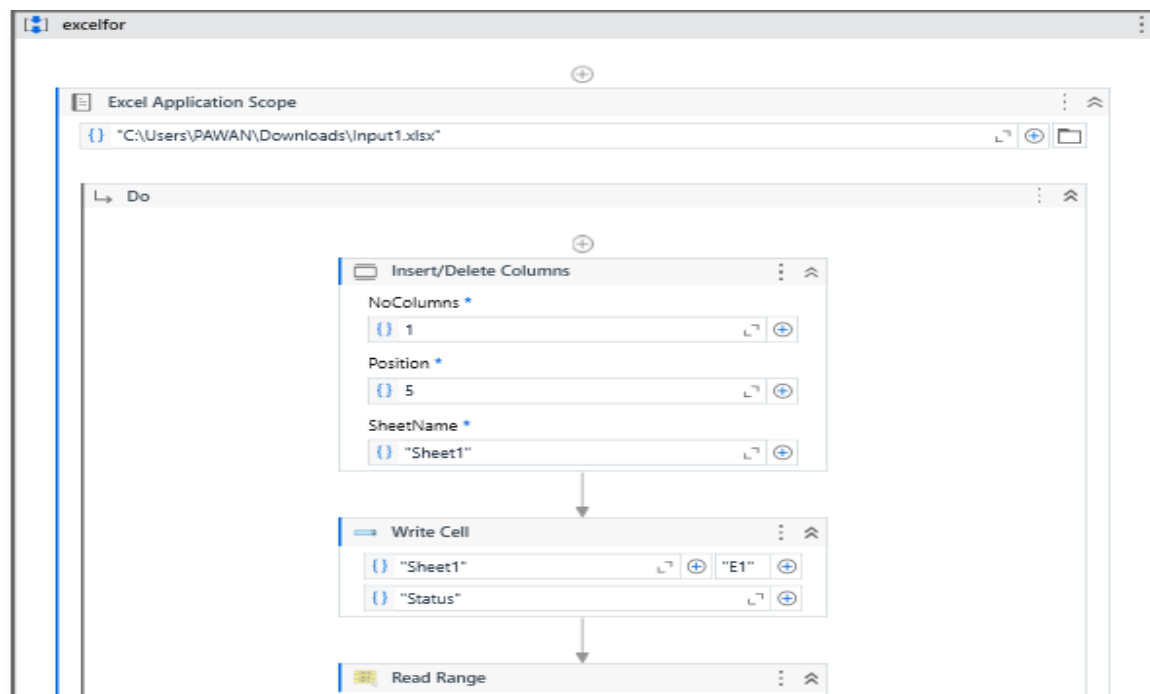 excelfor
Excel Application Scope
"C:\Users\PAWAN\Downloads\Input1.xlsx"
Do
Insert/Delete Columns
NoColumns *
1
Position *
5
SheetName *
"Sheet1"
Write Cell
"Sheet1" "E1"
"Status"
Read Range